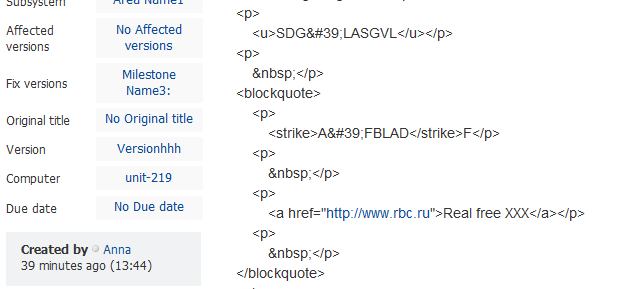 Subsystem
Area Name1
Affected
versions
No Affected
versions
Fix versions
Milestone
Name3:
Original title
No Original title
Version
Versionhhh
Computer
unit-219
Due date
No Due date
Created by Anna
39 minutes ago (13:44)
<p>
<u>SDG&#39;LASGVL</u></p>
<p>
&nbsp;</p>
<blockquote>
<p>
<strike>A&#39;FBLAD</strike>F</p>
<p>
&nbsp;</p>
<p>
<a href="http://www.rbc.ru">Real free XXX</a></p>
<p>
&nbsp;</p>
</blockquote>